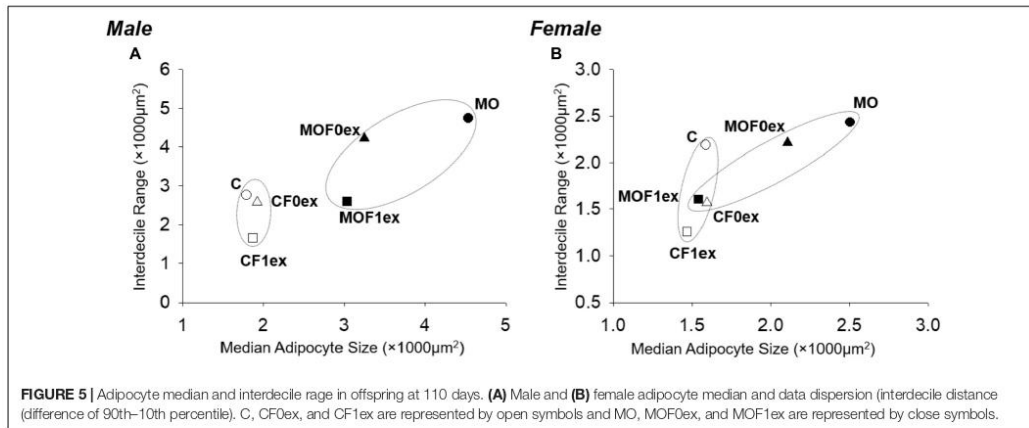 Male
Female
A
B
6
5
4
3
2
1
0
Interdecile Range (×1000μm²)
MO
MOF0ex
C
CF0ex
MOF1ex
CF1ex
1
2
3
4
5
Median Adipocyte Size (×1000μm²)
3.0
2.5
2.0
1.5
1.0
0.5
Interdecile Range (×1000μm²)
MO
MOF0ex
C
MOF1ex
CF0ex
CF1ex
1.0
1.5
2.0
2.5
3.0
Median Adipocyte Size (×1000μm²)
FIGURE 5 | Adipocyte median and interdecile rage in offspring at 110 days. (A) Male and (B) female adipocyte median and data dispersion (interdecile distance
(difference of 90th–10th percentile). C, CF0ex, and CF1ex are represented by open symbols and MO, MOF0ex, and MOF1ex are represented by close symbols.